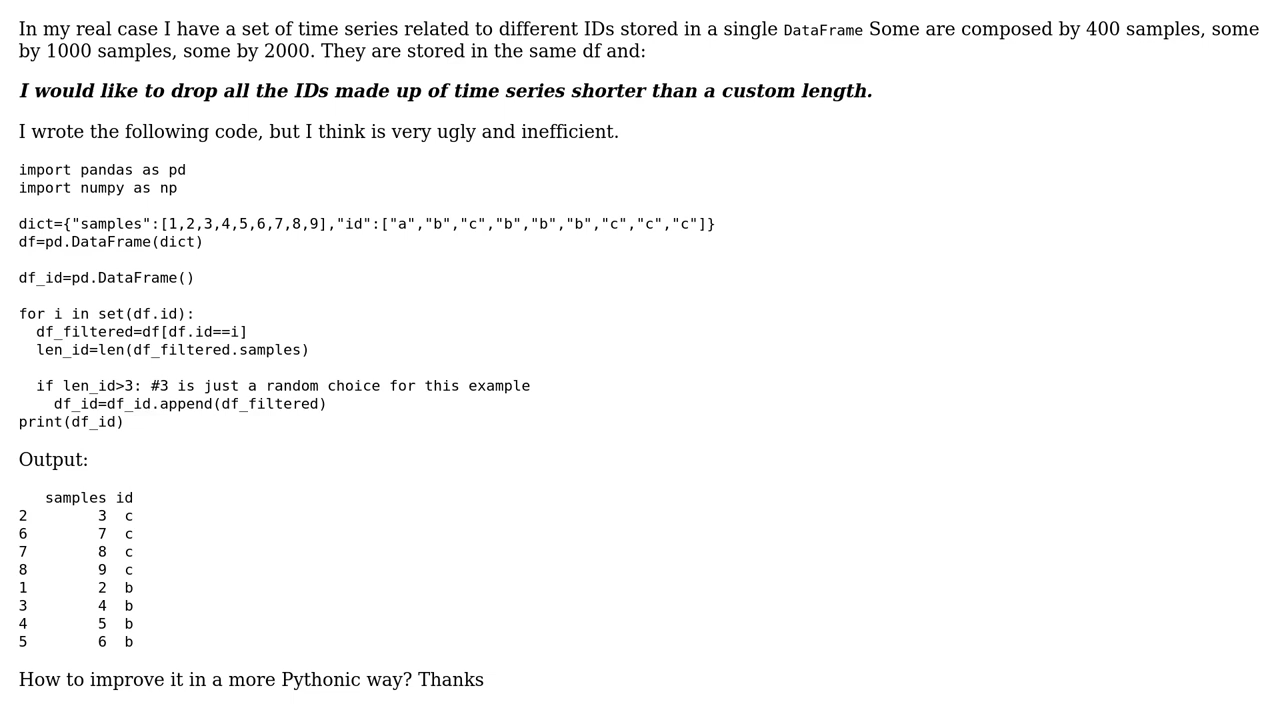 In my real case I have a set of time series related to different IDs stored in a single DataFrame Some are composed by 400 samples, some
by 1000 samples, some by 2000. They are stored in the same df and:
I would like to drop all the IDs made up of time series shorter than a custom length.
I wrote the following code, but I think is very ugly and inefficient.
import pandas as pd
import numpy as np
dict={"samples":[1,2,3,4,5,6,7,8,9],"id":["a","b","c","b","b","b","c","c","c"]}
df=pd.DataFrame(dict)
df_id=pd.DataFrame()
for i in set(df.id):
  df_filtered=df[df.id==i]
  len_id=len(df_filtered.samples)
  if len_id>3: #3 is just a random choice for this example
    df_id=df_id.append(df_filtered)
print(df_id)
Output:
   samples id
2        3  c
6        7  c
7        8  c
8        9  c
1        2  b
3        4  b
4        5  b
5        6  b
How to improve it in a more Pythonic way? Thanks